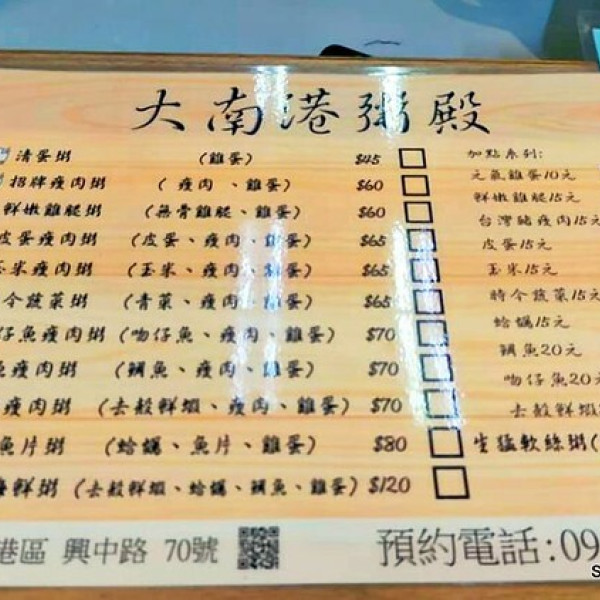 大南港粥殿
清蛋粥 (雞蛋) $45
招牌瘦肉粥 (瘦肉、雞蛋) $60
鮮嫩雞腿粥 (無骨雞腿、雞蛋) $60
皮蛋瘦肉粥 (皮蛋、瘦肉、雞蛋) $65
玉米瘦肉粥 (玉米、瘦肉、雞蛋) $65
令蔬菜粥 (青菜、瘦肉、雞蛋) $65
仔魚瘦肉粥 (吻仔魚、瘦肉、雞蛋) $70
魚瘦肉粥 (鯛魚、瘦肉、雞蛋) $70
瘦肉粥 (去殼鮮蝦、瘦肉、雞蛋) $70
魚片粥 (蛤蠣、魚片、雞蛋) $80
海鮮粥 (去殼鮮蝦、蛤蠣、鯛魚、雞蛋) $120
加點系列:
元氣雞蛋10元
鮮嫩雞腿15元
台灣豬瘦肉15元
皮蛋15元
玉米15元
時令蔬菜15元
蛤蠣15元
鯛魚20元
吻仔魚20元
去殼鮮蝦
生猛軟絲粥(
港區 興中路 70號
預約電話:09
S